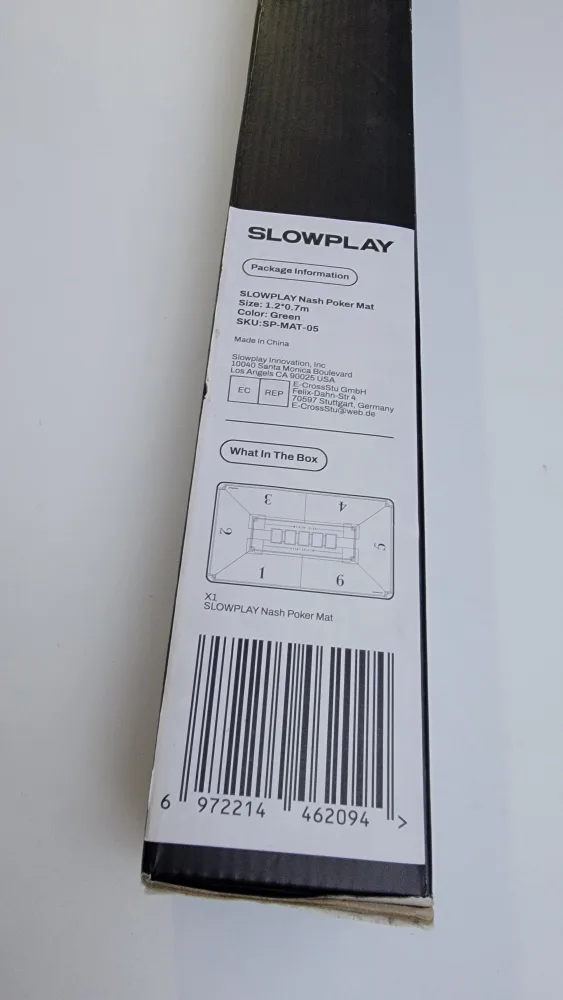 SLOWPLAY
Package Information
SLOWPLAY Nash Poker Mat
Size: 1.2*0.7m
Color: Green
SKU:SP-MAT-05
Made in China
Slowplay Innovation, Inc
10040 Santa Monica Boulevard
Los Angels CA 90025 USA
EC REP
E-CrossStu GmbH
Felix-Dahn-Str 4
70597 Stuttgart, Germany
E-CrossStu@web.de
What In The Box
3 4
2 5
1 6
X1
SLOWPLAY Nash Poker Mat
6 972214 462094 >